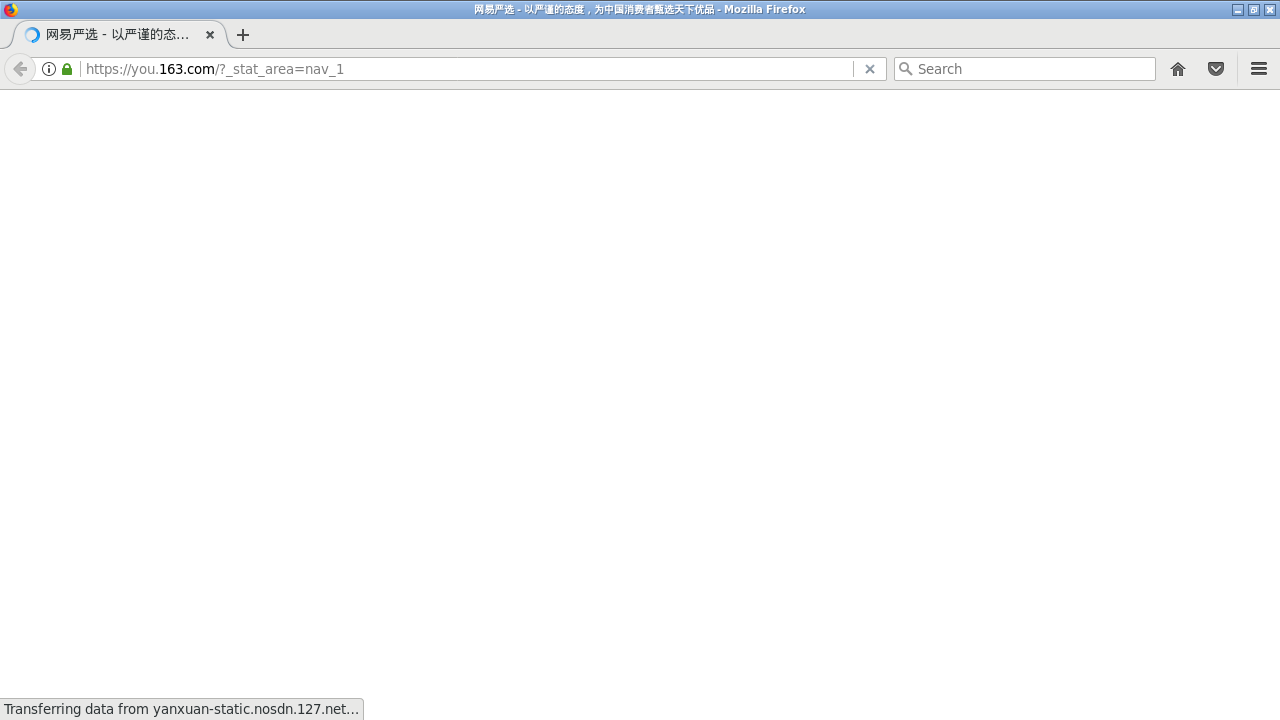 网易严选 - 以严谨的态度，为中国消费者甄选天下优品 - Mozilla Firefox
网易严选 - 以严谨的态…
https://you.163.com/?_stat_area=nav_1
Search
Transferring data from yanxuan-static.nosdn.127.net…